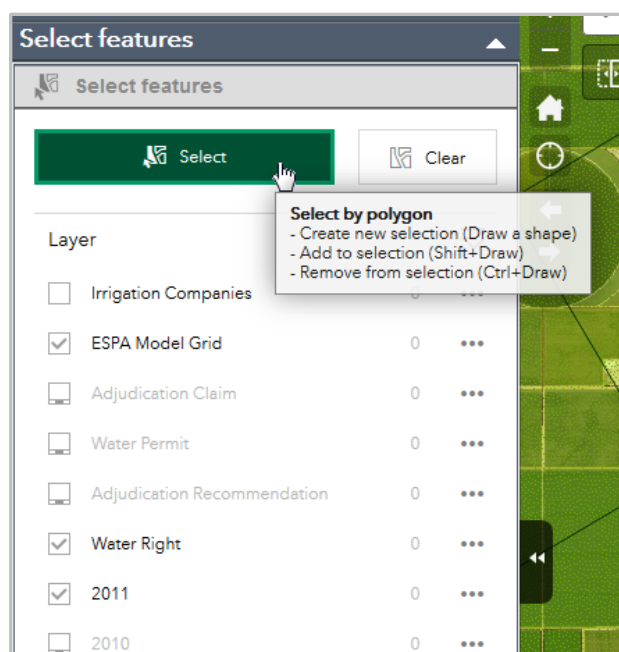 Select features
Select features
Select
Clear
Select by polygon
- Create new selection (Draw a shape)
- Add to selection (Shift+Draw)
- Remove from selection (Ctrl+Draw)
Layer
Irrigation Companies 0
ESPA Model Grid 0
Adjudication Claim 0
Water Permit 0
Adjudication Recommendation 0
Water Right 0
2011 0
2010 0